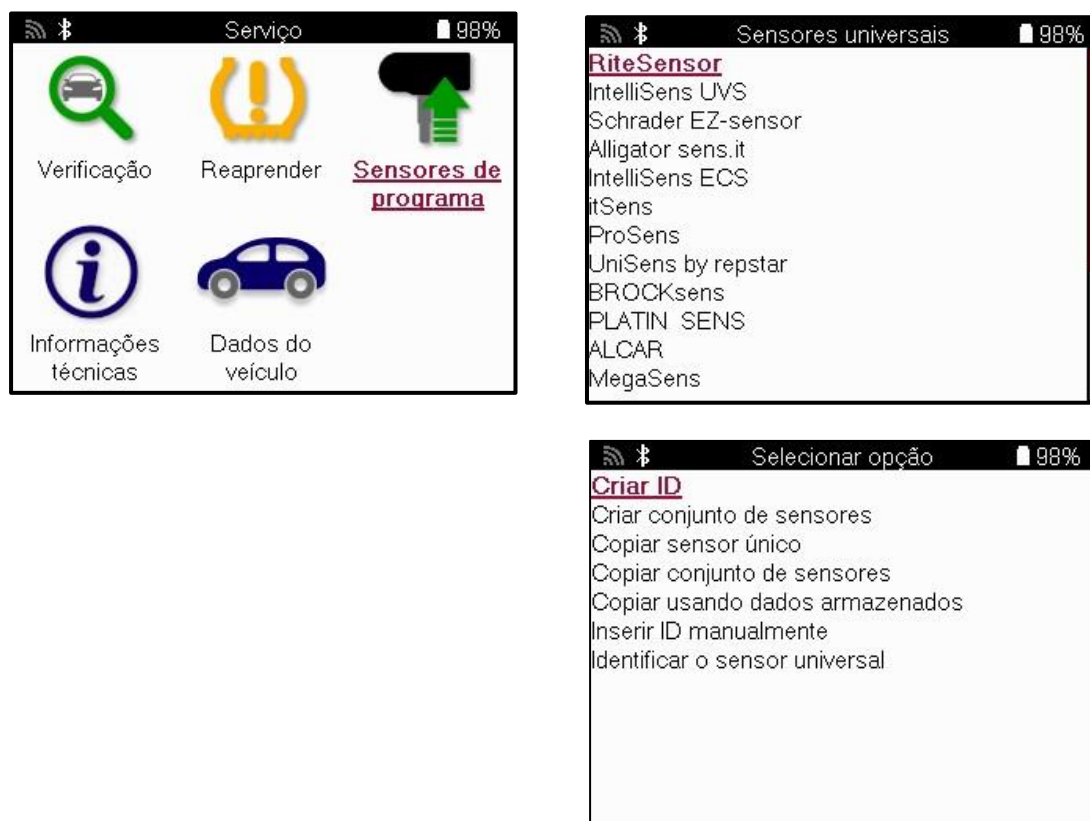 Serviço 98%
Verificação
Reaprender
Sensores de
programa
Informações
técnicas
Dados do
veículo
Sensores universais 98%
RiteSensor
IntelliSens UVS
Schrader EZ-sensor
Alligator sens.it
IntelliSens ECS
itSens
ProSens
UniSens by repstar
BROCKsens
PLATIN SENS
ALCAR
MegaSens
Selecionar opção 98%
Criar ID
Criar conjunto de sensores
Copiar sensor único
Copiar conjunto de sensores
Copiar usando dados armazenados
Inserir ID manualmente
Identificar o sensor universal